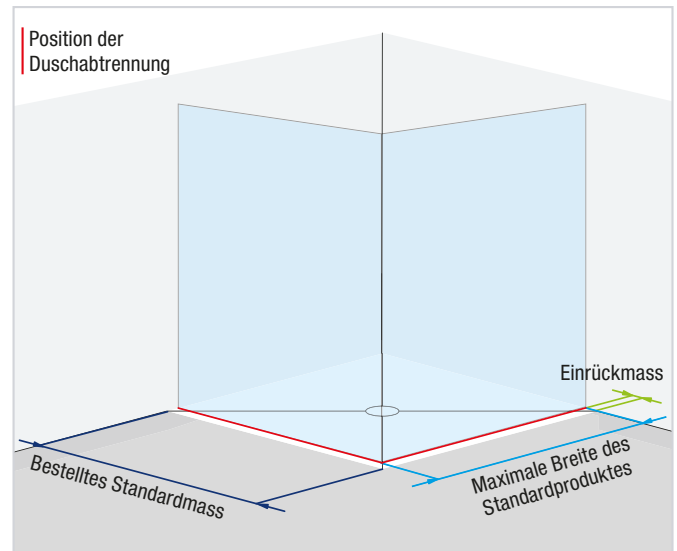 Position der
Duschabtrennung
Einrückmass
Bestelltes Standardmass
Maximale Breite des
Standardproduktes